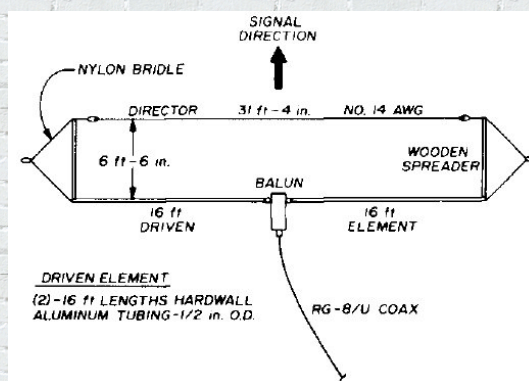 SIGNAL
DIRECTION
NYLON BRIDLE
DIRECTOR
31 ft-4 in.
NO. 14 AWG
6 ft-6 in.
WOODEN
SPREADER
BALUN
16 ft
DRIVEN
16 ft
ELEMENT
DRIVEN ELEMENT
(2)-16 ft LENGTHS HARDWALL
ALUMINUM TUBING-1/2 in. O.D.
RG-8/U COAX